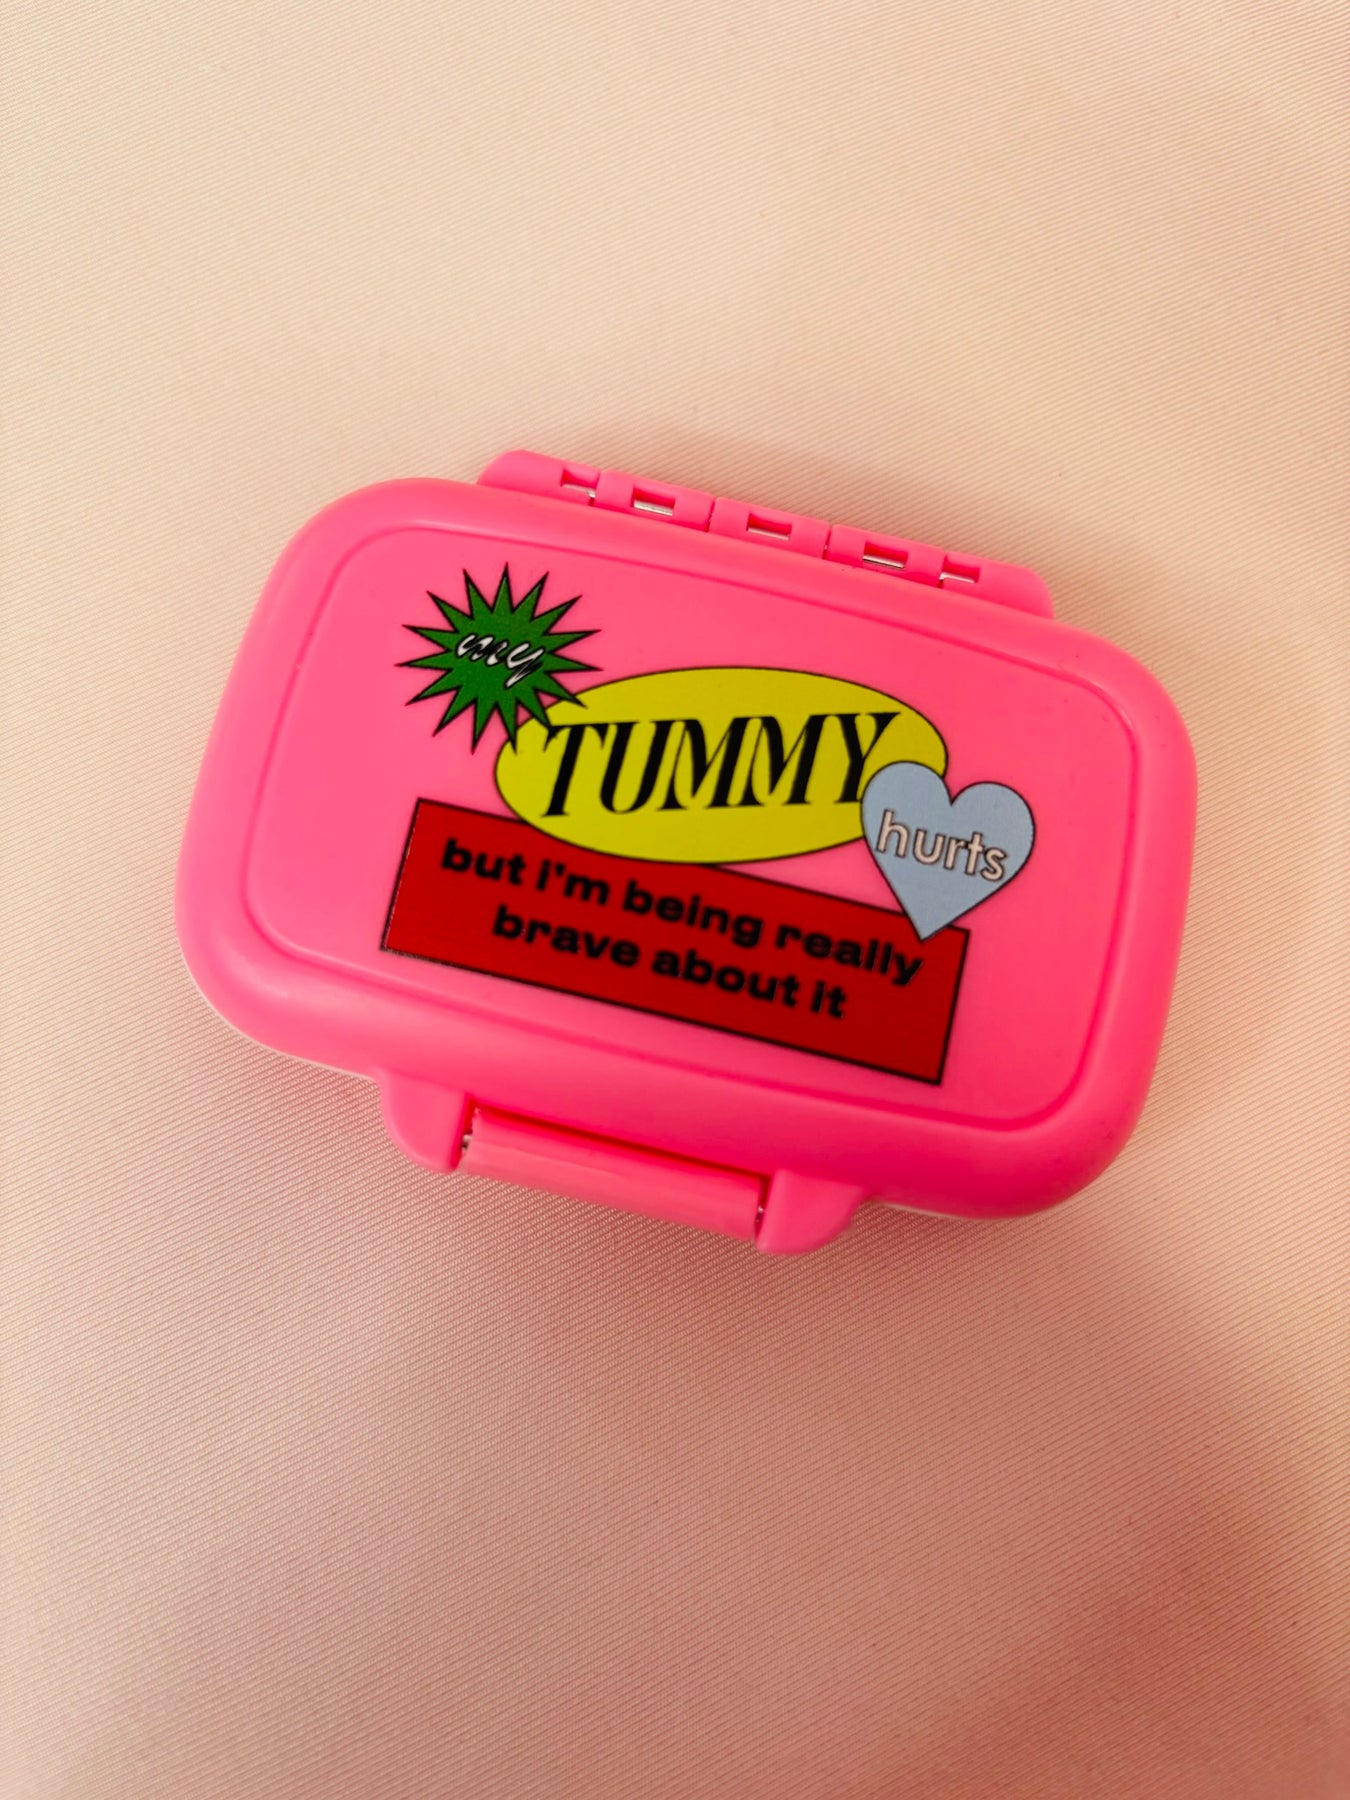 my
TUMMY
hurts
but I'm being really
brave about it